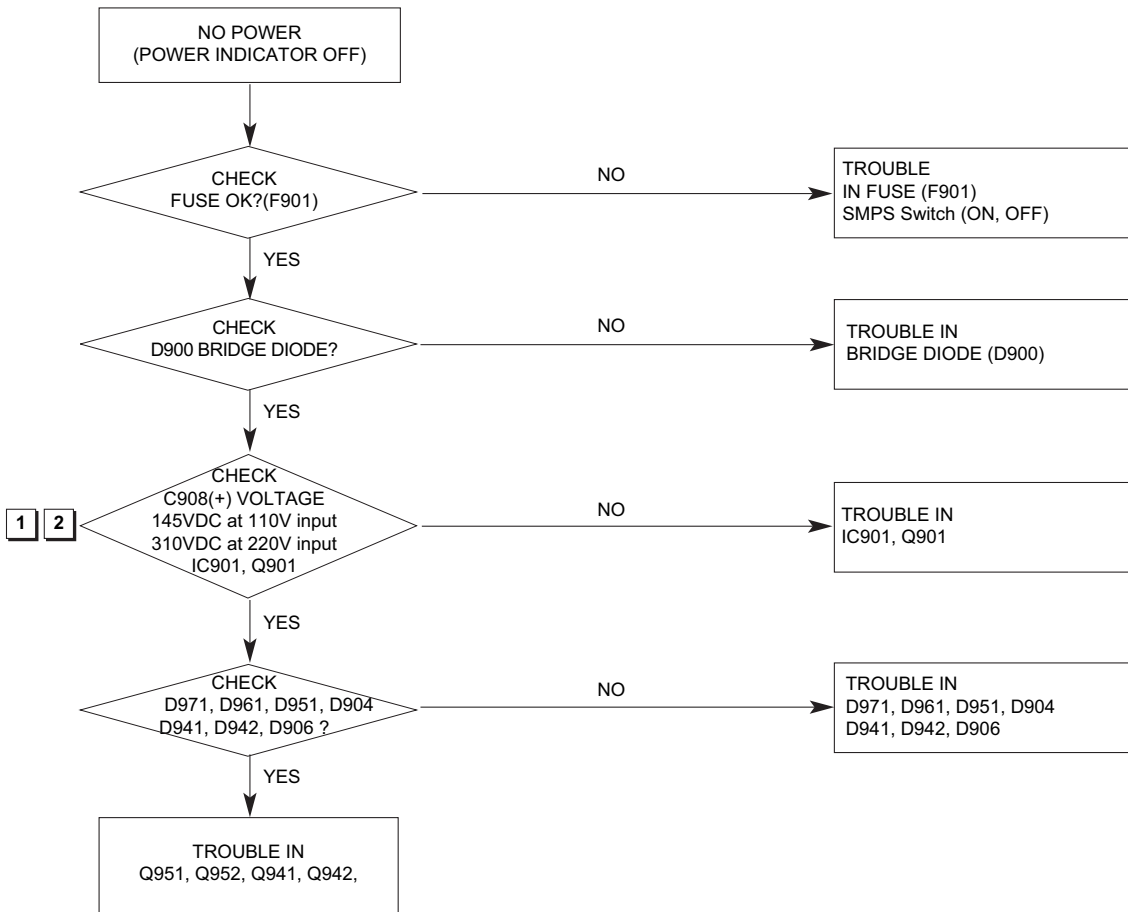 NO POWER
(POWER INDICATOR OFF)
CHECK
FUSE OK?(F901)
NO
TROUBLE
IN FUSE (F901)
SMPS Switch (ON, OFF)
YES
CHECK
D900 BRIDGE DIODE?
NO
TROUBLE IN
BRIDGE DIODE (D900)
YES
1 2
CHECK
C908(+) VOLTAGE
145VDC at 110V input
310VDC at 220V input
IC901, Q901
NO
TROUBLE IN
IC901, Q901
YES
CHECK
D971, D961, D951, D904
D941, D942, D906 ?
NO
TROUBLE IN
D971, D961, D951, D904
D941, D942, D906
YES
TROUBLE IN
Q951, Q952, Q941, Q942,